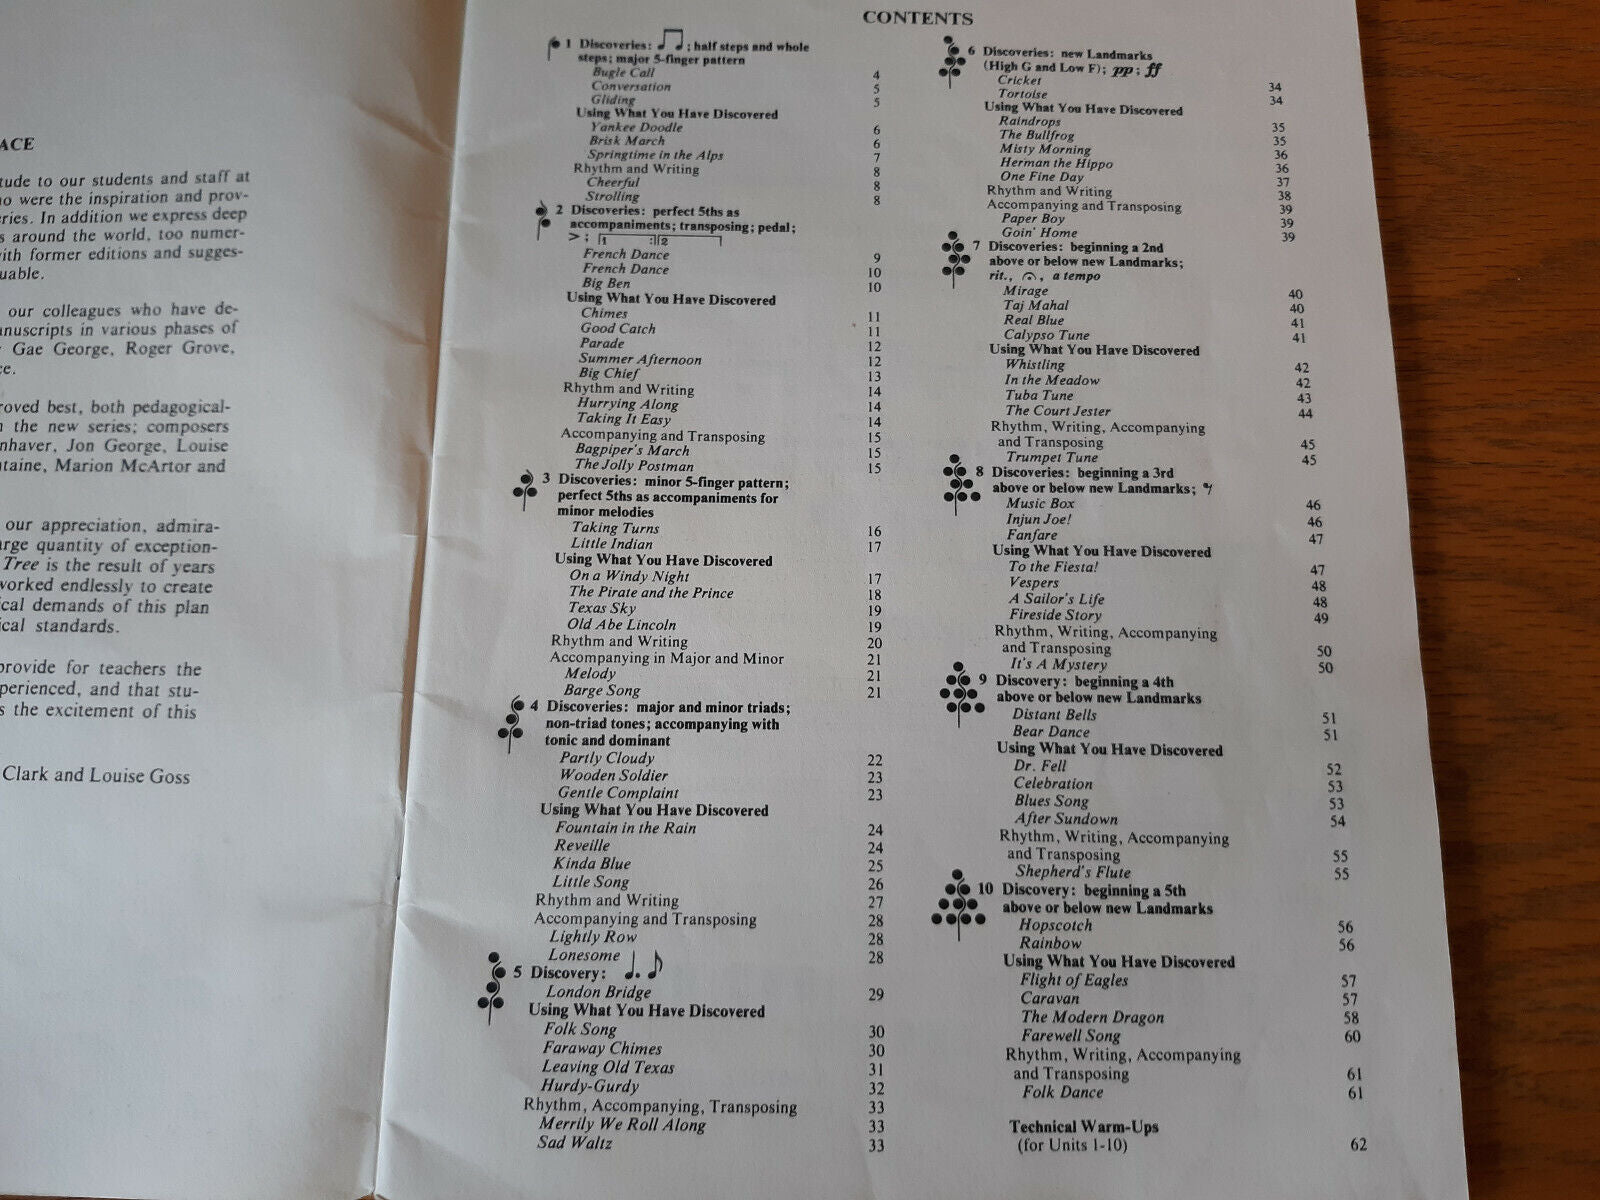 ACE
tude to our students and staff at
o were the inspiration and prov-
ries. In addition we express deep
s around the world, too numer-
ith former editions and sugges-
uable.
our colleagues who have de-
nuscripts in various phases of
Gae George, Roger Grove,
ce.
roved best, both pedagogical-
n the new series; composers
nhaver, Jon George, Louise
taine, Marion McArtor and
our appreciation, admira-
rge quantity of exception-
Tree is the result of years
worked endlessly to create
ical demands of this plan
ical standards.
provide for teachers the
xperienced, and that stu-
s the excitement of this
Clark and Louise Goss
CONTENTS
1 Discoveries: ♫ ; half steps and whole
steps; major 5-finger pattern
Bugle Call 4
Conversation 5
Gliding 5
Using What You Have Discovered
Yankee Doodle 6
Brisk March 6
Springtime in the Alps 7
Rhythm and Writing 8
Cheerful 8
Strolling 8
2 Discoveries: perfect 5ths as
accompaniments; transposing; pedal;
> ; 1 :|| 2
French Dance 9
French Dance 10
Big Ben 10
Using What You Have Discovered
Chimes 11
Good Catch 11
Parade 12
Summer Afternoon 12
Big Chief 13
Rhythm and Writing 14
Hurrying Along 14
Taking It Easy 14
Accompanying and Transposing 15
Bagpiper's March 15
The Jolly Postman 15
3 Discoveries: minor 5-finger pattern;
perfect 5ths as accompaniments for
minor melodies
Taking Turns 16
Little Indian 17
Using What You Have Discovered
On a Windy Night 17
The Pirate and the Prince 18
Texas Sky 19
Old Abe Lincoln 19
Rhythm and Writing 20
Accompanying in Major and Minor 21
Melody 21
Barge Song 21
4 Discoveries: major and minor triads;
non-triad tones; accompanying with
tonic and dominant
Partly Cloudy 22
Wooden Soldier 23
Gentle Complaint 23
Using What You Have Discovered
Fountain in the Rain 24
Reveille 24
Kinda Blue 25
Little Song 26
Rhythm and Writing 27
Accompanying and Transposing 28
Lightly Row 28
Lonesome 28
5 Discovery: ♩. ♪
London Bridge 29
Using What You Have Discovered
Folk Song 30
Faraway Chimes 30
Leaving Old Texas 31
Hurdy-Gurdy 32
Rhythm, Accompanying, Transposing 33
Merrily We Roll Along 33
Sad Waltz 33
6 Discoveries: new Landmarks
(High G and Low F); pp ; ff
Cricket 34
Tortoise 34
Using What You Have Discovered
Raindrops 35
The Bullfrog 35
Misty Morning 36
Herman the Hippo 36
One Fine Day 37
Rhythm and Writing 38
Accompanying and Transposing 39
Paper Boy 39
Goin' Home 39
7 Discoveries: beginning a 2nd
above or below new Landmarks;
rit., 𝄐 , a tempo
Mirage 40
Taj Mahal 40
Real Blue 41
Calypso Tune 41
Using What You Have Discovered
Whistling 42
In the Meadow 42
Tuba Tune 43
The Court Jester 44
Rhythm, Writing, Accompanying
and Transposing 45
Trumpet Tune 45
8 Discoveries: beginning a 3rd
above or below new Landmarks; 𝄾
Music Box 46
Injun Joe! 46
Fanfare 47
Using What You Have Discovered
To the Fiesta! 47
Vespers 48
A Sailor's Life 48
Fireside Story 49
Rhythm, Writing, Accompanying
and Transposing 50
It's A Mystery 50
9 Discovery: beginning a 4th
above or below new Landmarks
Distant Bells 51
Bear Dance 51
Using What You Have Discovered
Dr. Fell 52
Celebration 53
Blues Song 53
After Sundown 54
Rhythm, Writing, Accompanying
and Transposing 55
Shepherd's Flute 55
10 Discovery: beginning a 5th
above or below new Landmarks
Hopscotch 56
Rainbow 56
Using What You Have Discovered
Flight of Eagles 57
Caravan 57
The Modern Dragon 58
Farewell Song 60
Rhythm, Writing, Accompanying
and Transposing 61
Folk Dance 61
Technical Warm-Ups
(for Units 1-10) 62